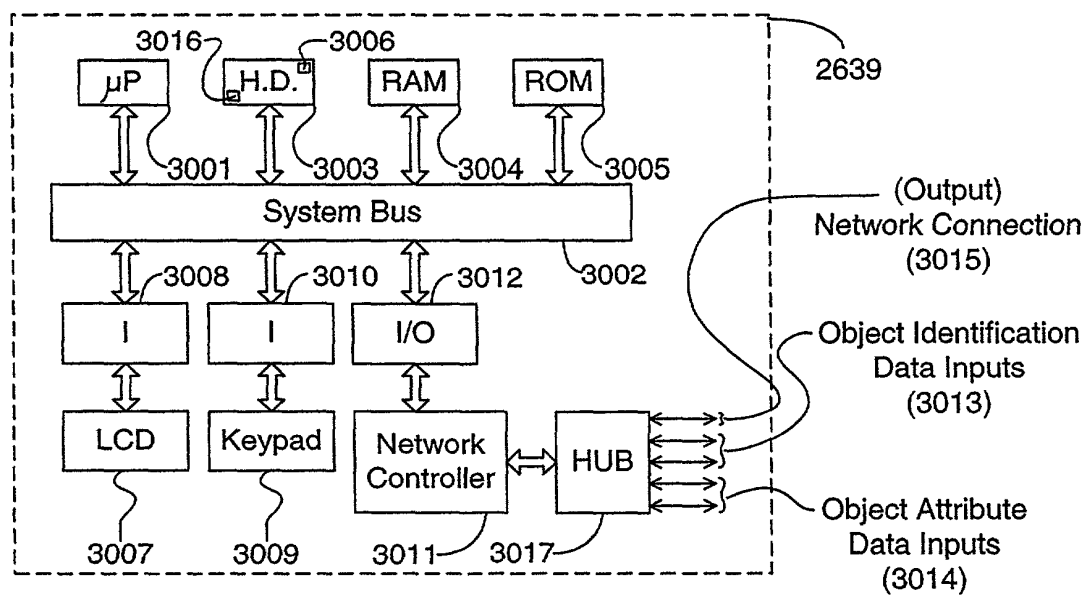 3016
3006
2639
µP
H.D.
RAM
ROM
3001
3003
3004
3005
System Bus
(Output)
Network Connection
(3015)
3008
3010
3012
3002
I
I
I/O
Object Identification
Data Inputs
(3013)
LCD
Keypad
Network
Controller
HUB
Object Attribute
Data Inputs
(3014)
3007
3009
3011
3017